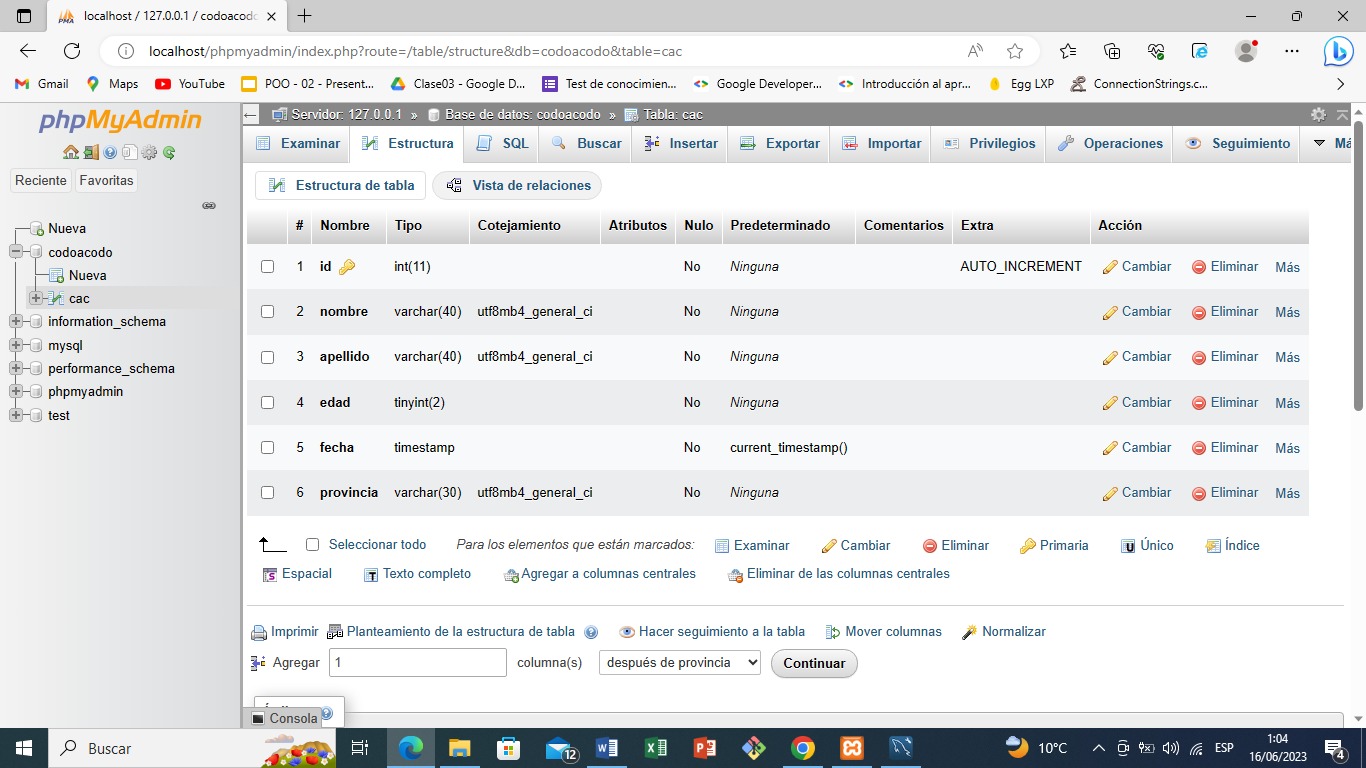 localhost / 127.0.0.1 / codoacodo
localhost/phpmyadmin/index.php?route=/table/structure&db=codoacodo&table=cac
Gmail Maps YouTube POO - 02 - Present... Clase03 - Google D... Test de conocimien... Google Developer... Introducción al apr... Egg LXP ConnectionStrings.c...
phpMyAdmin
Reciente Favoritas
Nueva
codoacodo
Nueva
cac
information_schema
mysql
performance_schema
phpmyadmin
test
Servidor: 127.0.0.1 » Base de datos: codoacodo » Tabla: cac
Examinar Estructura SQL Buscar Insertar Exportar Importar Privilegios Operaciones Seguimiento Má
Estructura de tabla Vista de relaciones
# Nombre Tipo Cotejamiento Atributos Nulo Predeterminado Comentarios Extra Acción
1 id int(11) No Ninguna AUTO_INCREMENT Cambiar Eliminar Más
2 nombre varchar(40) utf8mb4_general_ci No Ninguna Cambiar Eliminar Más
3 apellido varchar(40) utf8mb4_general_ci No Ninguna Cambiar Eliminar Más
4 edad tinyint(2) No Ninguna Cambiar Eliminar Más
5 fecha timestamp No current_timestamp() Cambiar Eliminar Más
6 provincia varchar(30) utf8mb4_general_ci No Ninguna Cambiar Eliminar Más
Seleccionar todo Para los elementos que están marcados: Examinar Cambiar Eliminar Primaria Único Índice
Espacial Texto completo Agregar a columnas centrales Eliminar de las columnas centrales
Imprimir Planteamiento de la estructura de tabla Hacer seguimiento a la tabla Mover columnas Normalizar
Agregar 1 columna(s) después de provincia Continuar
Consola
Buscar 12 10°C ESP 1:04
16/06/2023 4